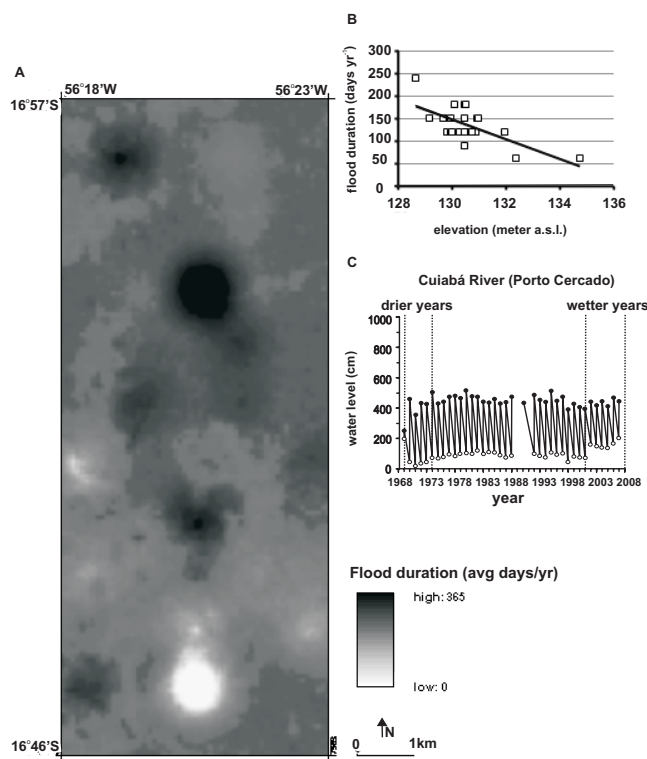 A
56°18'W
56°23'W
16°57'S
16°46'S
B
300
250
200
150
100
50
0
flood duration (days yr⁻¹)
128 130 132 134 136
elevation (meter a.s.l.)
C
Cuiabá River (Porto Cercado)
drier years
wetter years
1000
800
600
400
200
0
water level (cm)
1968 1973 1978 1983 1988 1993 1998 2003 2008
year
Flood duration (avg days/yr)
high: 365
low: 0
N
0 1km